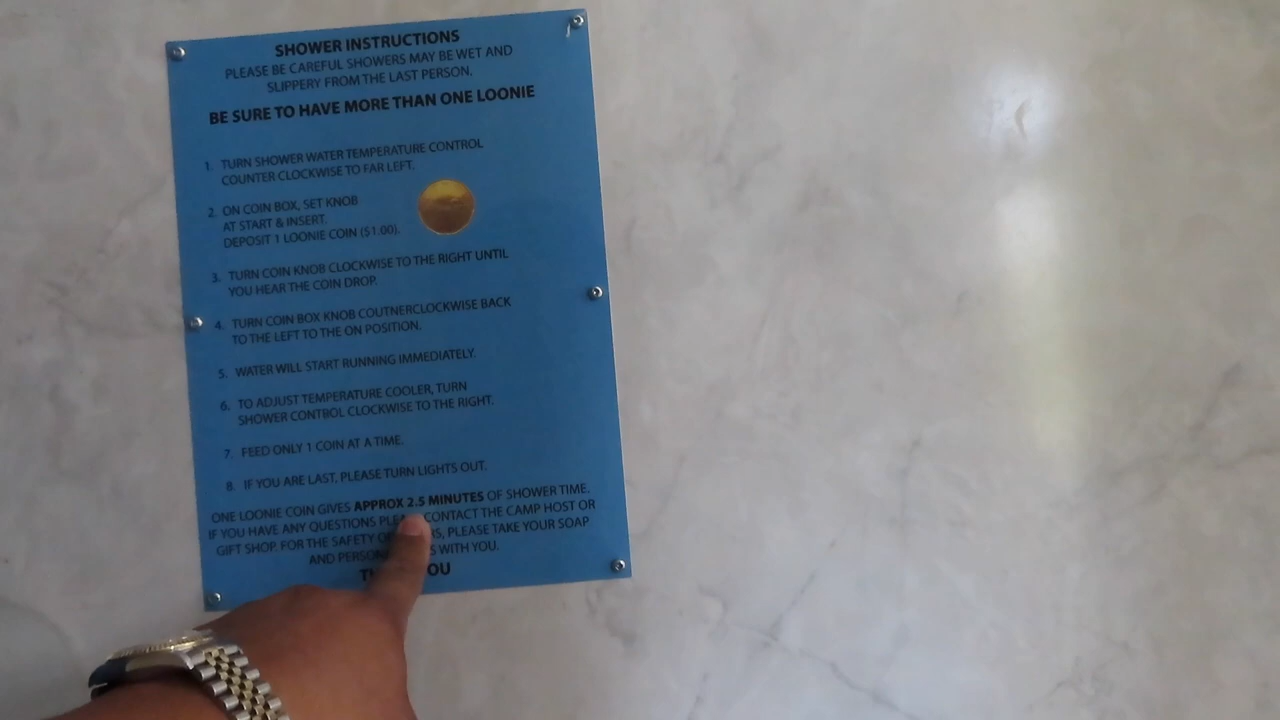 SHOWER INSTRUCTIONS
PLEASE BE CAREFUL SHOWERS MAY BE WET AND
SLIPPERY FROM THE LAST PERSON.
BE SURE TO HAVE MORE THAN ONE LOONIE
1. TURN SHOWER WATER TEMPERATURE CONTROL
COUNTER CLOCKWISE TO FAR LEFT.
2. ON COIN BOX, SET KNOB
AT START & INSERT.
DEPOSIT 1 LOONIE COIN ($1.00).
3. TURN COIN KNOB CLOCKWISE TO THE RIGHT UNTIL
YOU HEAR THE COIN DROP.
4. TURN COIN BOX KNOB COUTNERCLOCKWISE BACK
TO THE LEFT TO THE ON POSITION.
5. WATER WILL START RUNNING IMMEDIATELY.
6. TO ADJUST TEMPERATURE COOLER, TURN
SHOWER CONTROL CLOCKWISE TO THE RIGHT.
7. FEED ONLY 1 COIN AT A TIME.
8. IF YOU ARE LAST, PLEASE TURN LIGHTS OUT.
ONE LOONIE COIN GIVES APPROX 2.5 MINUTES OF SHOWER TIME.
IF YOU HAVE ANY QUESTIONS CONTACT THE CAMP HOST OR
GIFT SHOP. FOR THE SAFETY PLEASE TAKE YOUR SOAP
AND WITH YOU.